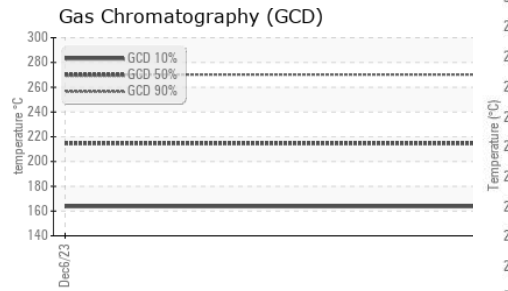 Gas Chromatography (GCD)
300
280
260
240
220
200
180
160
140
temperature °C
GCD 10%
GCD 50%
GCD 90%
Dec6/23
Temperature (°C)